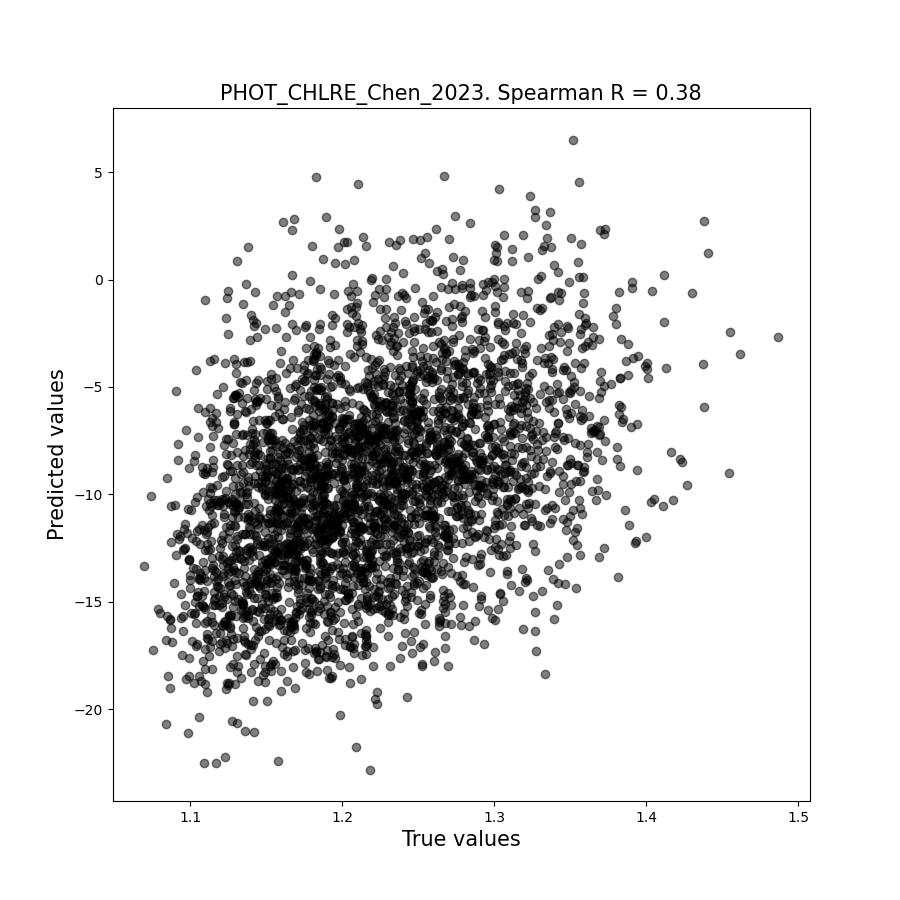 PHOT_CHLRE_Chen_2023. Spearman R = 0.38
5
0
−5
−10
−15
−20
Predicted values
1.1 1.2 1.3 1.4 1.5
True values